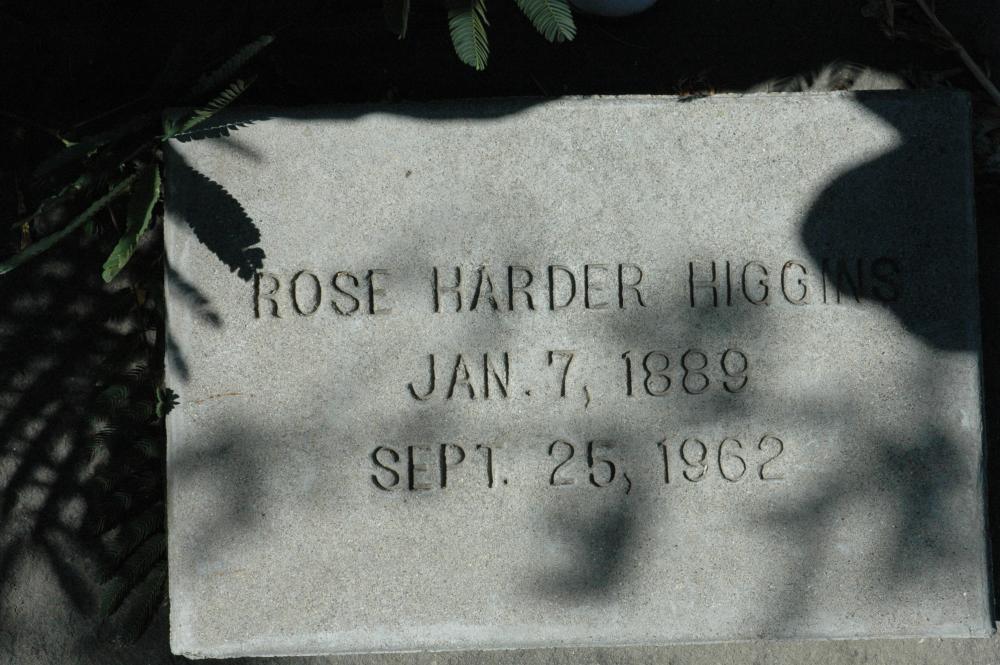 ROSE HARDER HIGGINS
JAN. 7, 1889
SEPT. 25, 1962